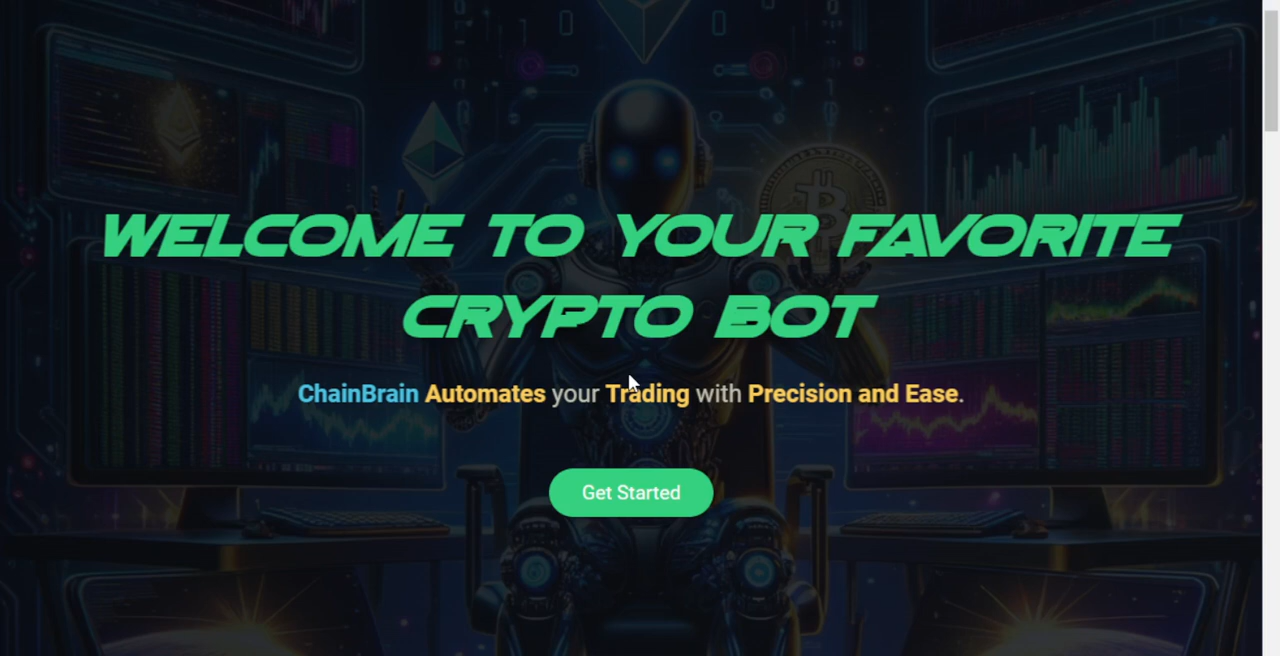 WELCOME TO YOUR FAVORITE
CRYPTO BOT
ChainBrain Automates your Trading with Precision and Ease.
Get Started